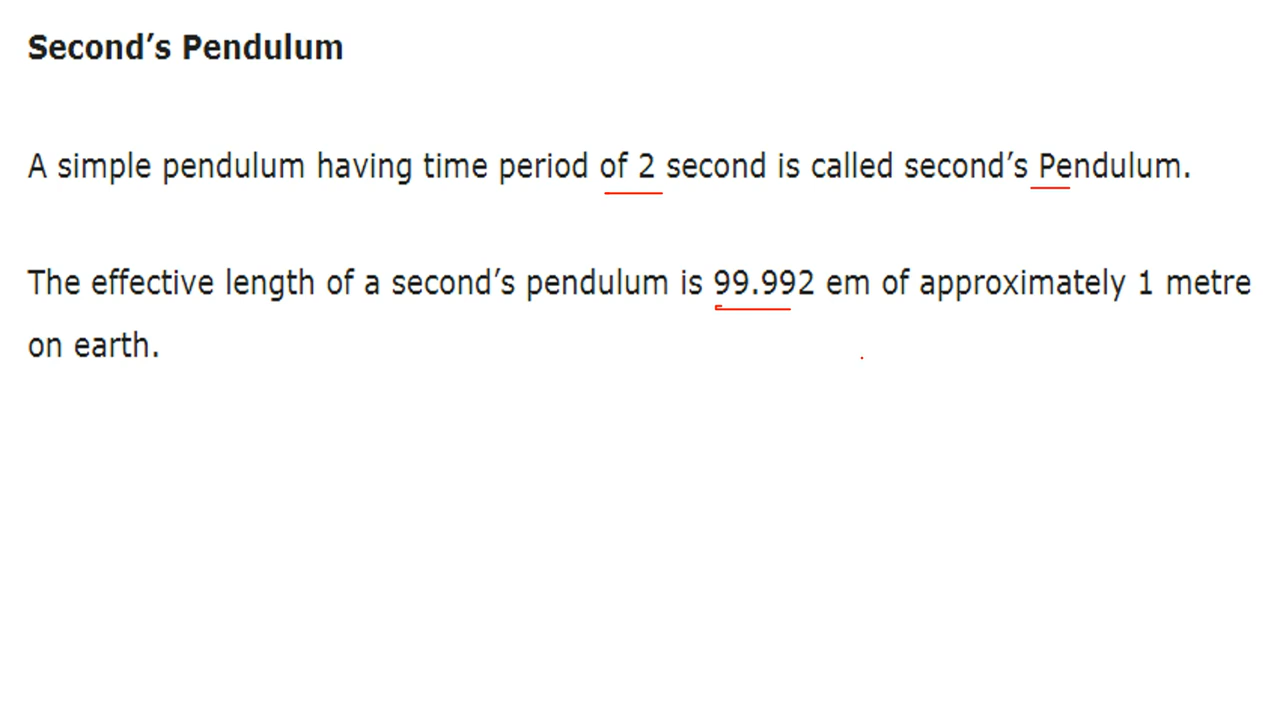 Second’s Pendulum
A simple pendulum having time period of 2 second is called second’s Pendulum.
The effective length of a second’s pendulum is 99.992 em of approximately 1 metre
on earth.